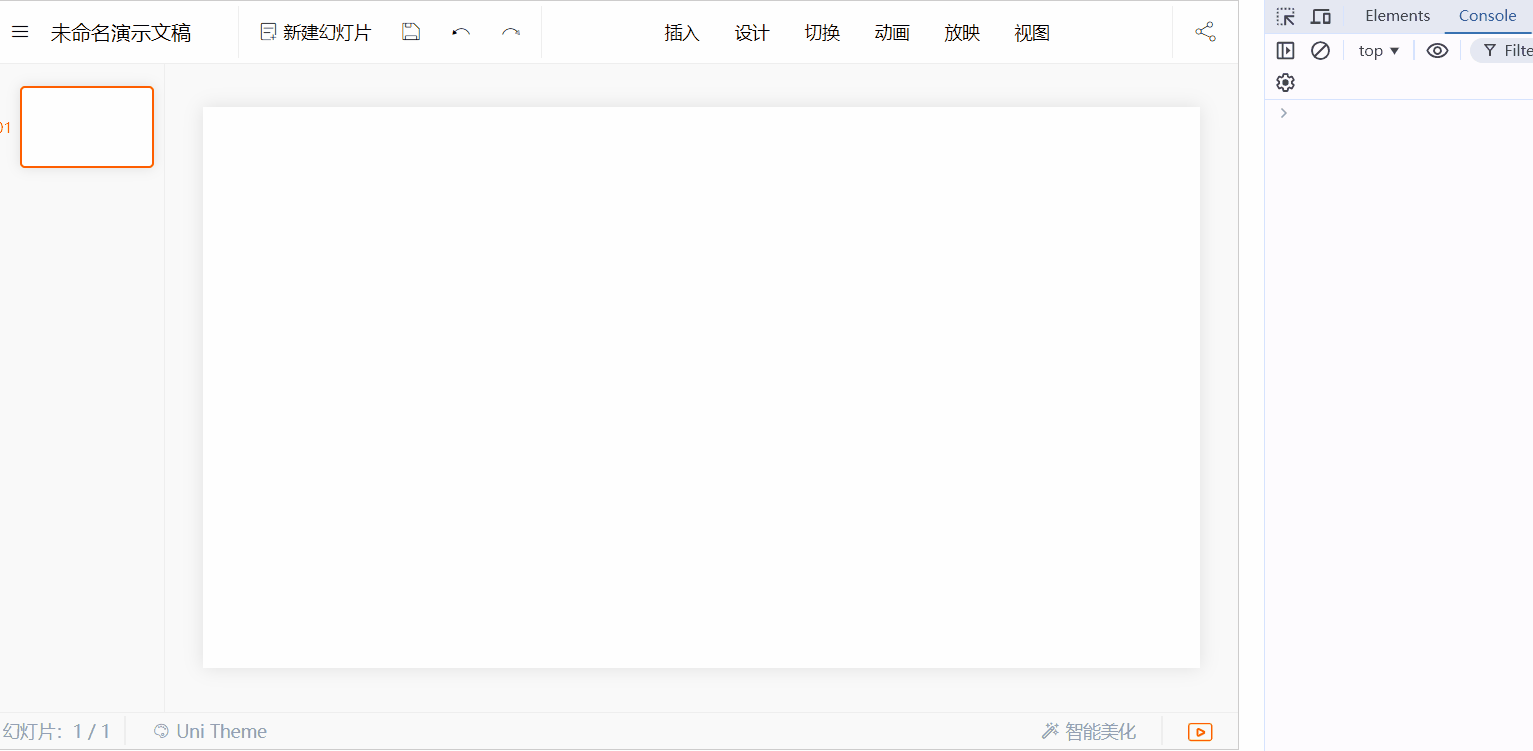 未命名演示文稿 新建幻灯片 插入 设计 切换 动画 放映 视图
Elements Console
top ▼ Filte
01
幻灯片: 1 / 1 Uni Theme 智能美化